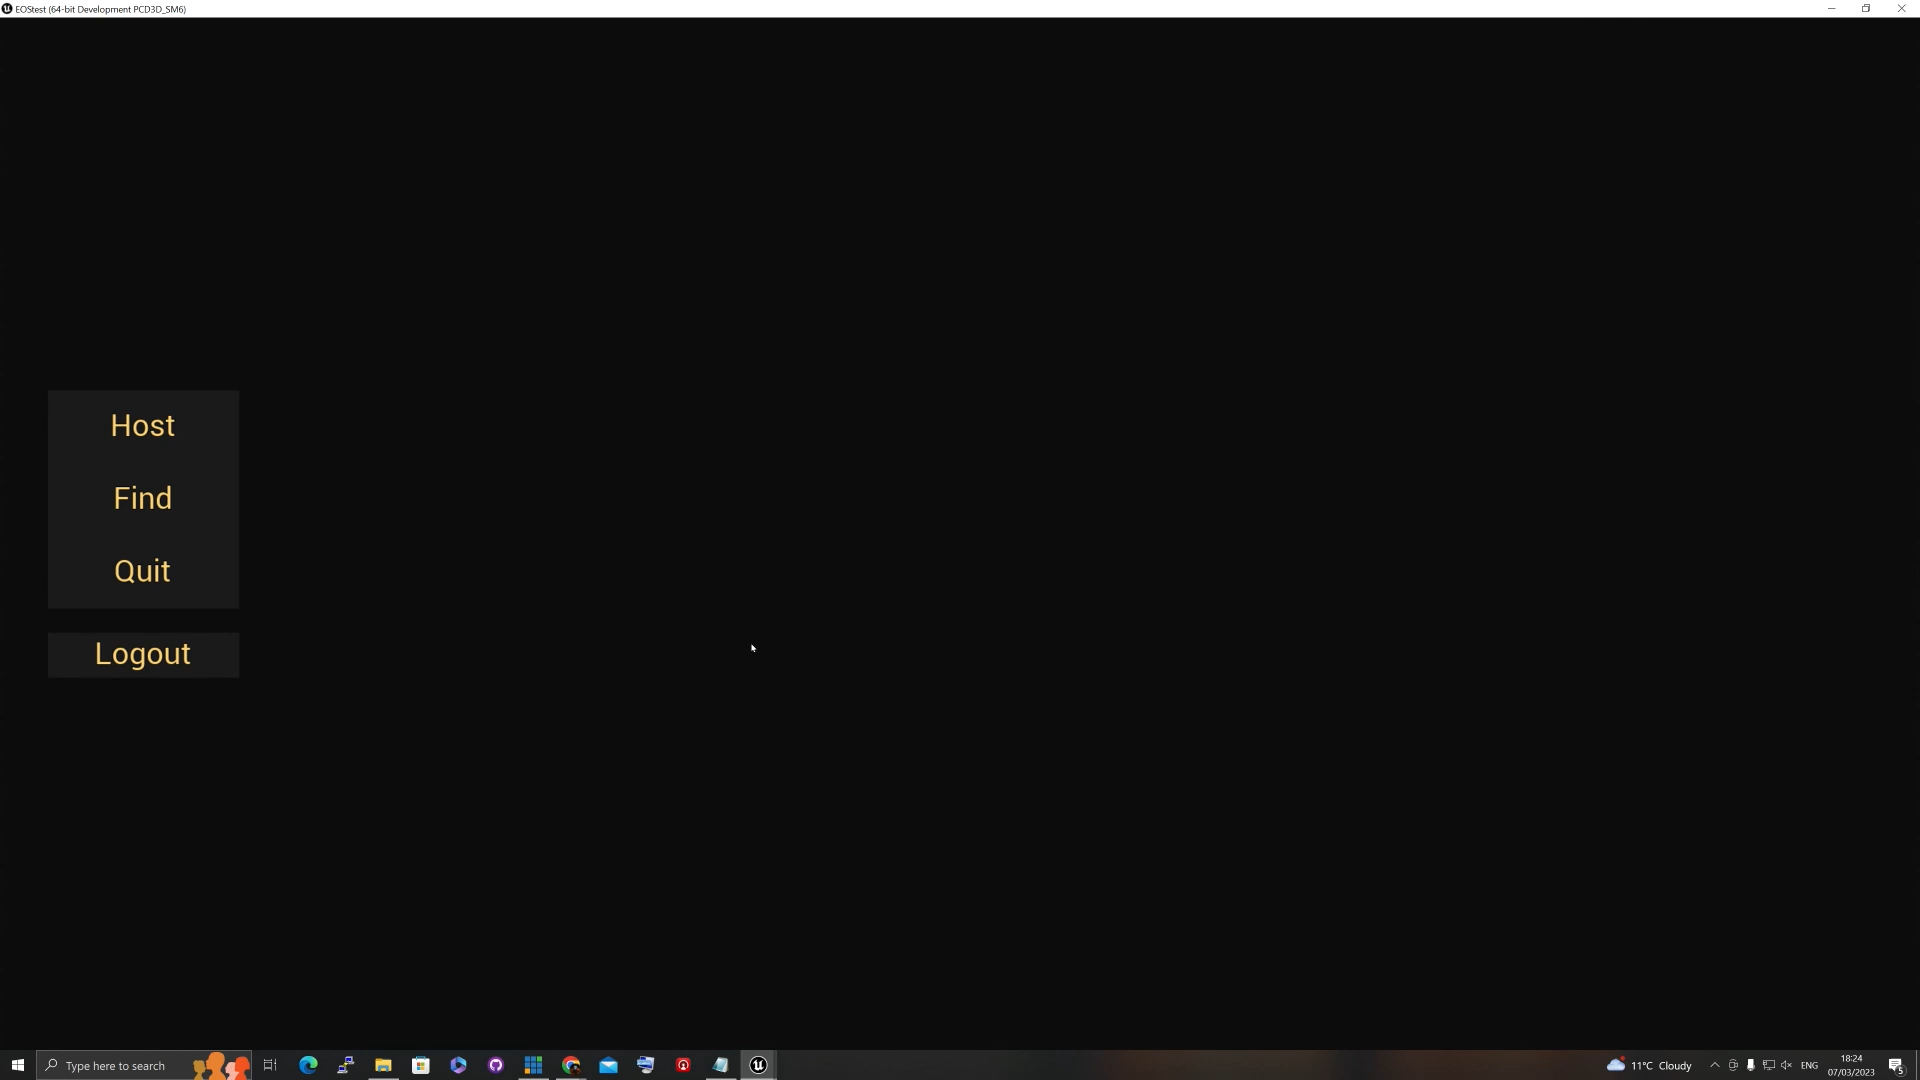 EOStest (64-bit Development PCD3D_SM6)
Host
Find
Quit
Logout
Type here to search
11°C Cloudy
ENG
18:24
07/03/2023
5